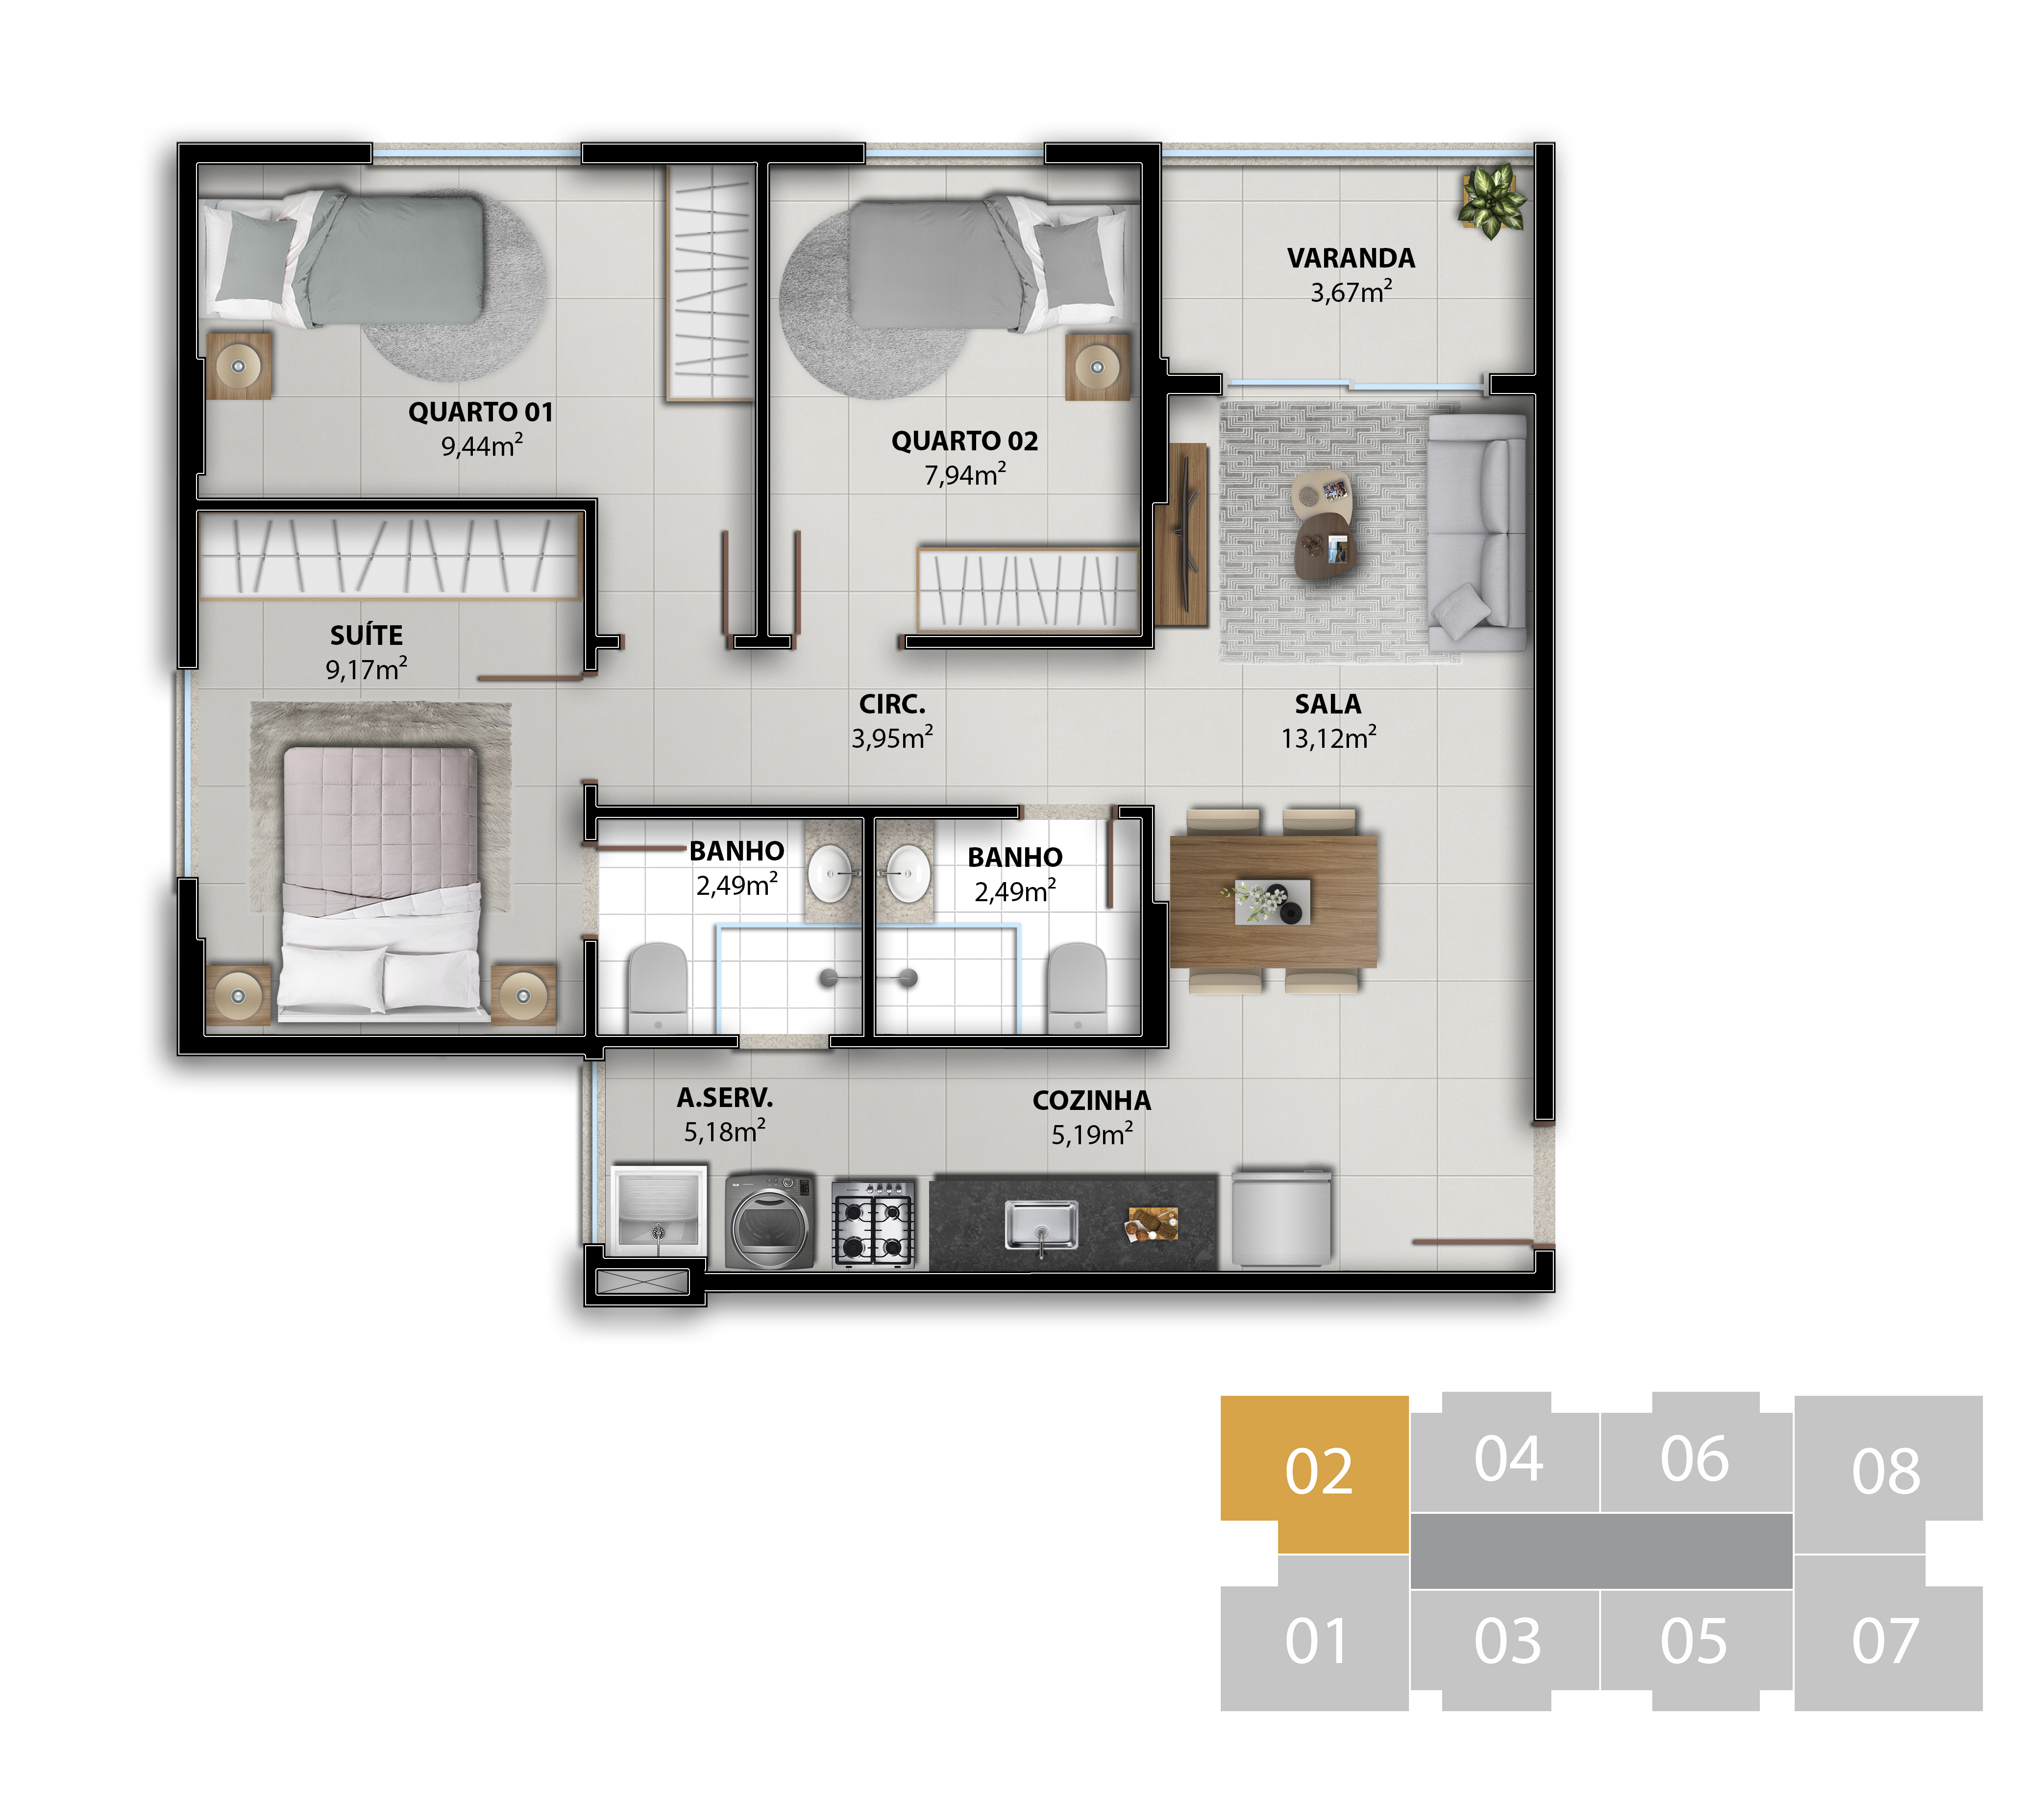 VARANDA
3,67m²
QUARTO 01
9,44m²
QUARTO 02
7,94m²
SUÍTE
9,17m²
CIRC.
3,95m²
SALA
13,12m²
BANHO
2,49m²
BANHO
2,49m²
A.SERV.
5,18m²
COZINHA
5,19m²
02
04
06
08
01
03
05
07